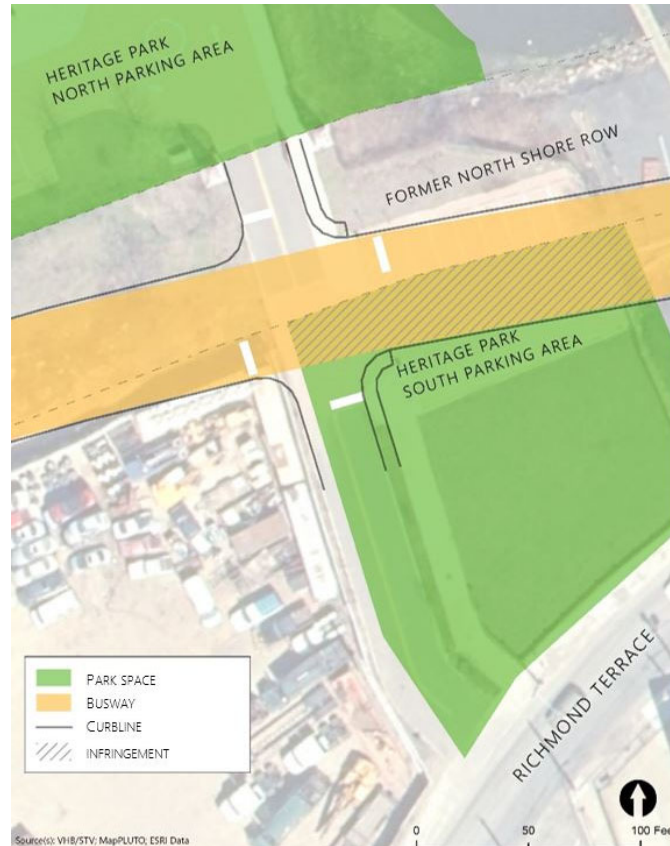 HERITAGE PARK
NORTH PARKING AREA
FORMER NORTH SHORE ROW
HERITAGE PARK
SOUTH PARKING AREA
RICHMOND TERRACE
PARK SPACE
BUSWAY
CURBLINE
INFRINGEMENT
Source(s): VHB/STV; MapPLUTO; ESRI Data
0 50 100 Fee